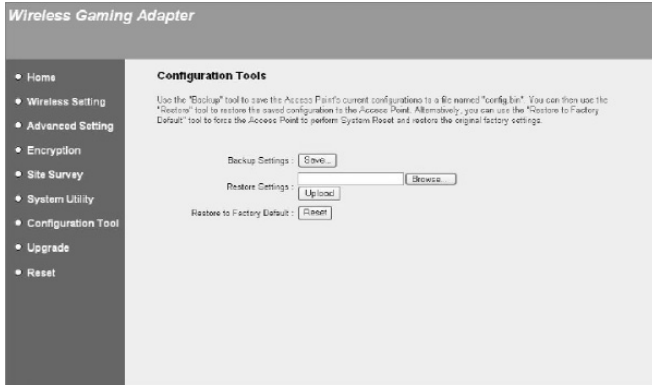 Wireless Gaming Adapter
Home
Wireless Setting
Advanced Setting
Encryption
Site Survey
System Utility
Configuration Tool
Upgrade
Reset
Configuration Tools
Use the "Backup" tool to save the Access Point's current configurations to a file named "config.bin". You can then use the
"Restore" tool to restore the saved configuration to the Access Point. Alternatively, you can use the "Restore to Factory
Default" tool to force the Access Point to perform System Reset and restore the original factory settings.
Backup Settings : Save...
Restore Settings : Browse...
Upload
Restore to Factory Default : Reset